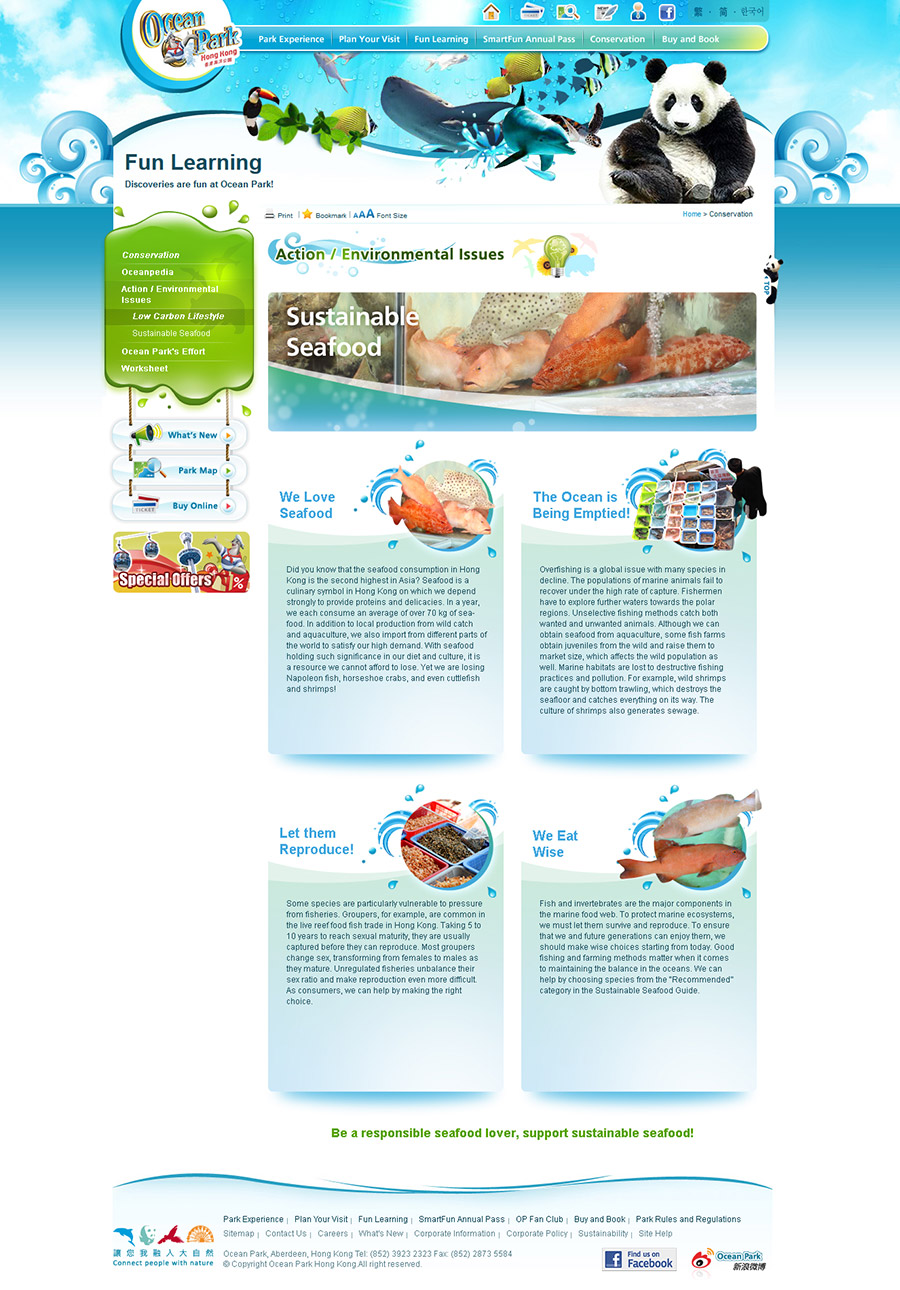 繁 · 简 · 한국어
Ocean
Park
Hong Kong
香港海洋公園
Park Experience
Plan Your Visit
Fun Learning
SmartFun Annual Pass
Conservation
Buy and Book
Fun Learning
Discoveries are fun at Ocean Park!
Print
Bookmark
AAA Font Size
Home > Conservation
Conservation
Oceanpedia
Action / Environmental
Issues
Low Carbon Lifestyle
Sustainable Seafood
Ocean Park's Effort
Worksheet
What's New
Park Map
TICKET
Buy Online
Special Offers %
TOP
Action / Environmental Issues
Sustainable
Seafood
We Love
Seafood
Did you know that the seafood consumption in Hong
Kong is the second highest in Asia? Seafood is a
culinary symbol in Hong Kong on which we depend
strongly to provide proteins and delicacies. In a year,
we each consume an average of over 70 kg of sea-
food. In addition to local production from wild catch
and aquaculture, we also import from different parts of
the world to satisfy our high demand. With seafood
holding such significance in our diet and culture, it is
a resource we cannot afford to lose. Yet we are losing
Napoleon fish, horseshoe crabs, and even cuttlefish
and shrimps!
The Ocean is
Being Emptied!
Overfishing is a global issue with many species in
decline. The populations of marine animals fail to
recover under the high rate of capture. Fishermen
have to explore further waters towards the polar
regions. Unselective fishing methods catch both
wanted and unwanted animals. Although we can
obtain seafood from aquaculture, some fish farms
obtain juveniles from the wild and raise them to
market size, which affects the wild population as
well. Marine habitats are lost to destructive fishing
practices and pollution. For example, wild shrimps
are caught by bottom trawling, which destroys the
seafloor and catches everything on its way. The
culture of shrimps also generates sewage.
Let them
Reproduce!
Some species are particularly vulnerable to pressure
from fisheries. Groupers, for example, are common in
the live reef food fish trade in Hong Kong. Taking 5 to
10 years to reach sexual maturity, they are usually
captured before they can reproduce. Most groupers
change sex, transforming from females to males as
they mature. Unregulated fisheries unbalance their
sex ratio and make reproduction even more difficult.
As consumers, we can help by making the right
choice.
We Eat
Wise
Fish and invertebrates are the major components in
the marine food web. To protect marine ecosystems,
we must let them survive and reproduce. To ensure
that we and future generations can enjoy them, we
should make wise choices starting from today. Good
fishing and farming methods matter when it comes
to maintaining the balance in the oceans. We can
help by choosing species from the "Recommended"
category in the Sustainable Seafood Guide.
Be a responsible seafood lover, support sustainable seafood!
Park Experience | Plan Your Visit | Fun Learning | SmartFun Annual Pass | OP Fan Club | Buy and Book | Park Rules and Regulations
Sitemap | Contact Us | Careers | What's New | Corporate Information | Corporate Policy | Sustainability | Site Help
讓您我融入大自然
Connect people with nature
Ocean Park, Aberdeen, Hong Kong Tel: (852) 3923 2323 Fax: (852) 2873 5584
© Copyright Ocean Park Hong Kong.All right reserved.
Find us on
Facebook
Ocean Park
新浪微博